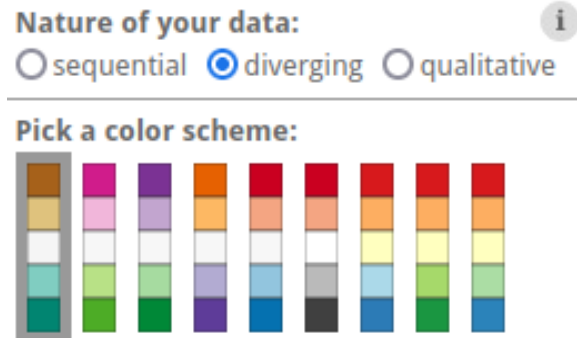 Nature of your data:
i
sequential diverging qualitative
Pick a color scheme: